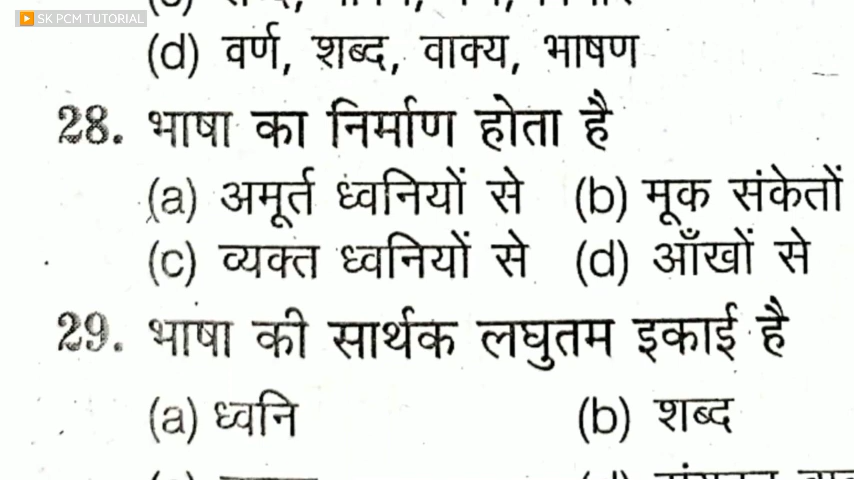 SK PCM TUTORIAL
(d) वर्ण, शब्द, वाक्य, भाषण
28. भाषा का निर्माण होता है
(a) अमूर्त ध्वनियों से (b) मूक संकेतों
(c) व्यक्त ध्वनियों से (d) आँखों से
29. भाषा की सार्थक लघुतम इकाई है
(a) ध्वनि (b) शब्द